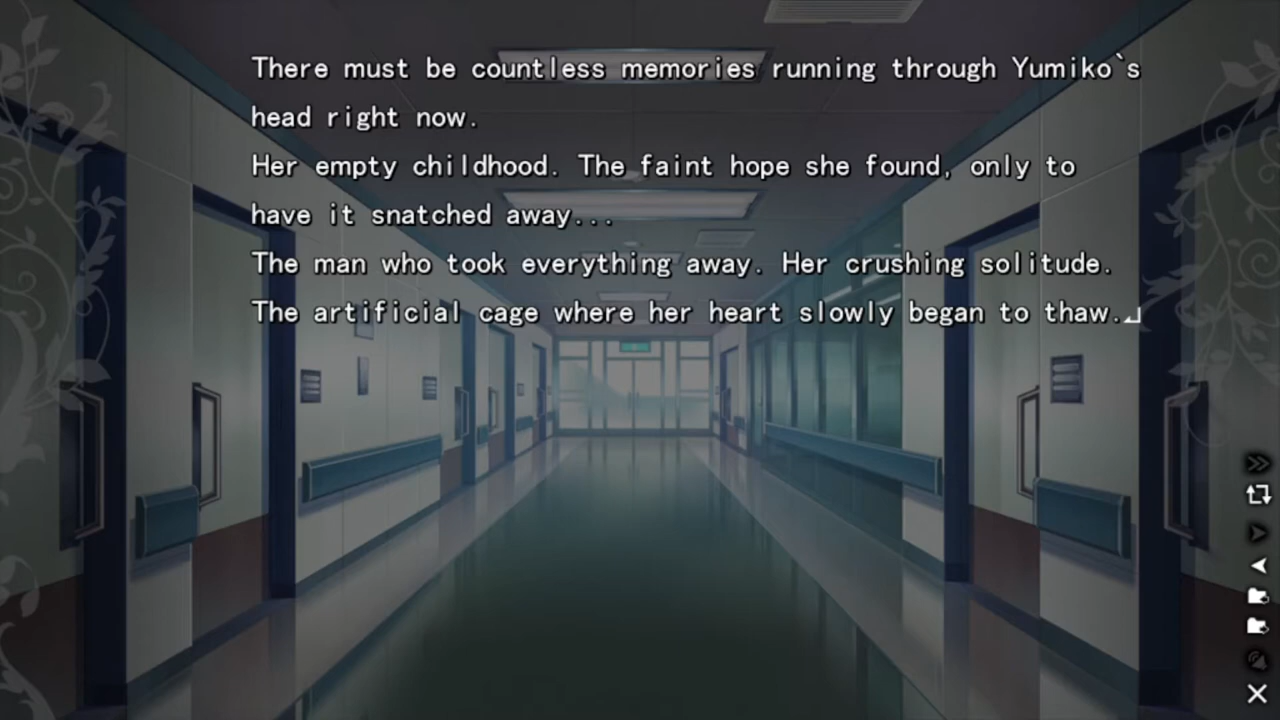 There must be countless memories running through Yumiko`s
head right now.
Her empty childhood. The faint hope she found, only to
have it snatched away...
The man who took everything away. Her crushing solitude.
The artificial cage where her heart slowly began to thaw.